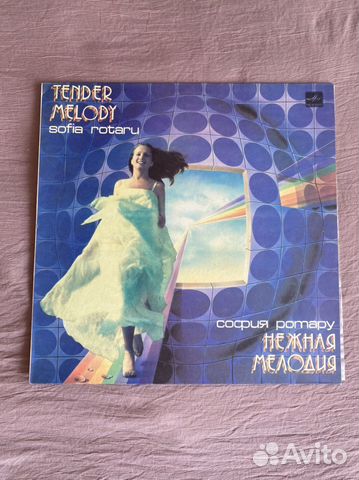 TENDER
MELODY
sofia rotaru
софия ротару
НЕЖНАЯ
МЕЛОДИЯ
Avito